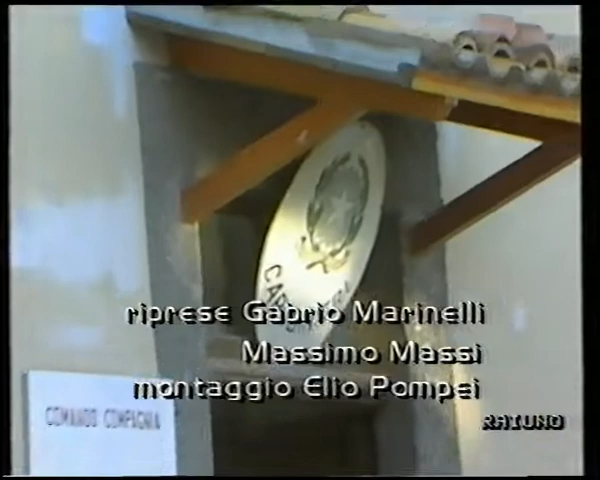 riprese Gabrio Marinelli
Massimo Massi
montaggio Elio Pompei
COMANDO COMPAGNIA
RAIUNO